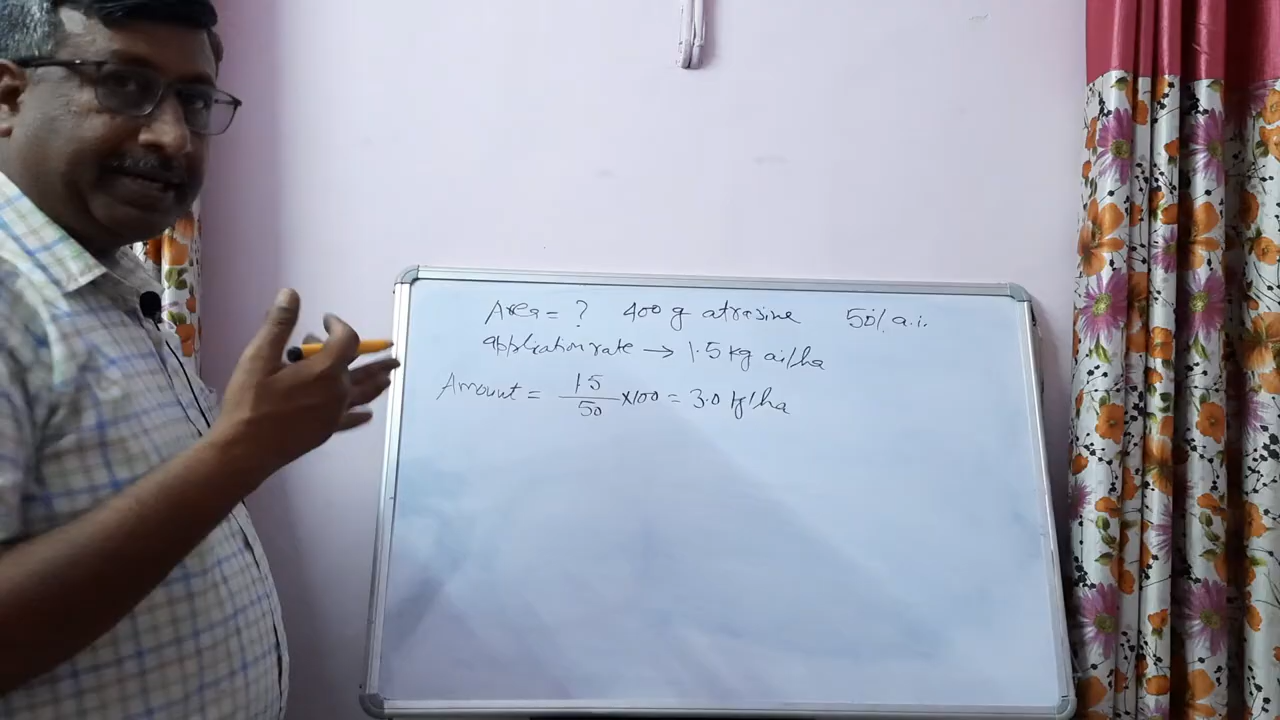 Area = ? 400 g atrasine 50% a.i.
application rate → 1.5 kg ai/ha
Amount = 1.5/50 × 100 = 3.0 kg/ha